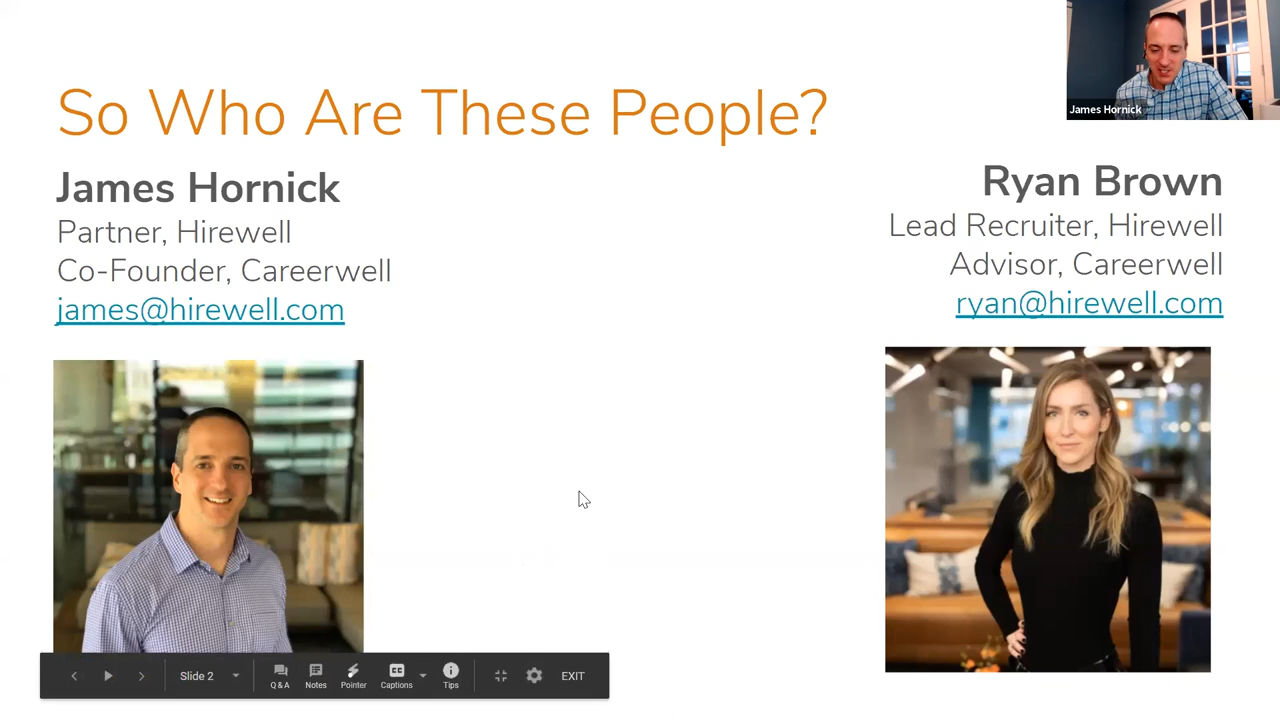 James Hornick
So Who Are These People?
James Hornick
Partner, Hirewell
Co-Founder, Careerwell
james@hirewell.com
Ryan Brown
Lead Recruiter, Hirewell
Advisor, Careerwell
ryan@hirewell.com
Slide 2
Q & A
Notes
Pointer
CC
Captions
Tips
EXIT